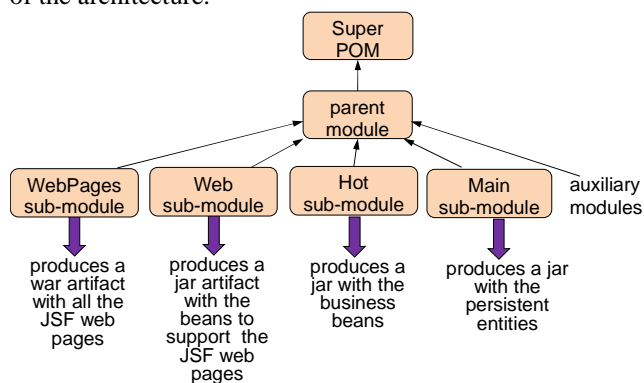 of the architecture.
Super
POM
parent
module
WebPages
sub-module
Web
sub-module
Hot
sub-module
Main
sub-module
auxiliary
modules
produces a
war artifact
with all the
JSF web
pages
produces a
jar artifact
with the
beans to
support the
JSF web
pages
produces a
jar with the
business
beans
produces a jar
with the
persistent
entities